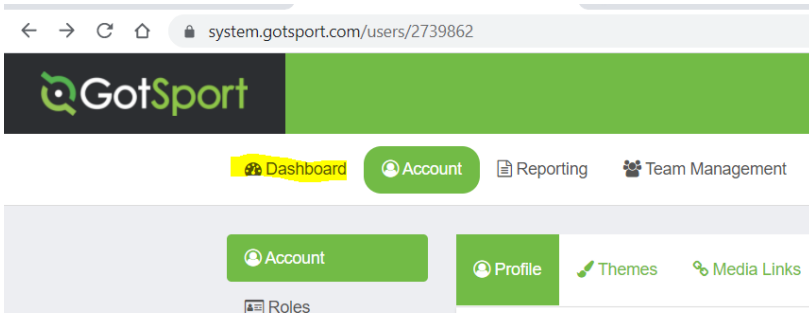 system.gotsport.com/users/2739862
GotSport
Dashboard Account Reporting Team Management
Account
Profile Themes Media Links
Roles